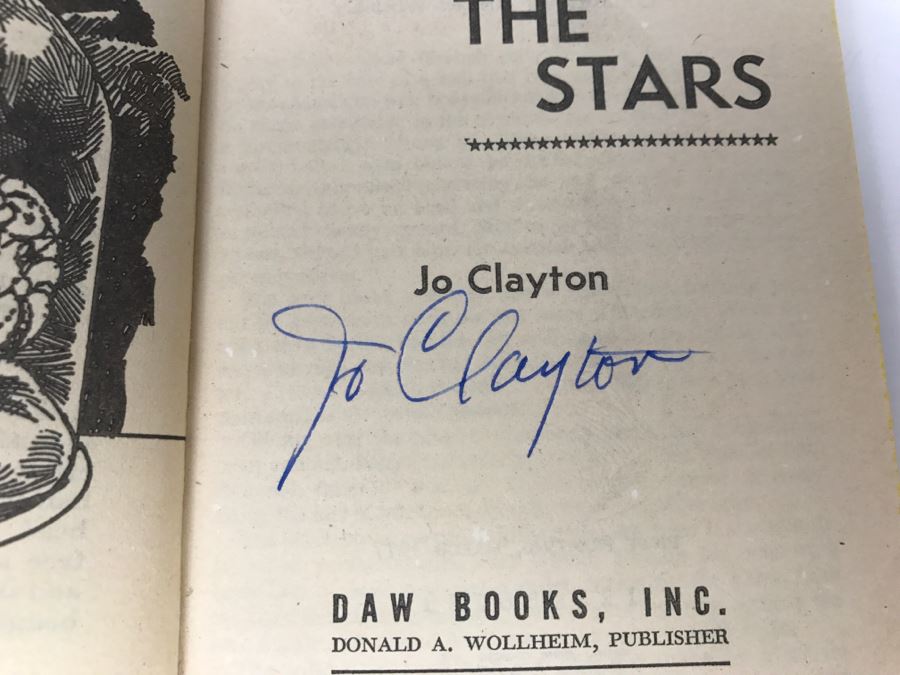 THE
STARS
Jo Clayton
Jo Clayton
DAW BOOKS, INC.
DONALD A. WOLLHEIM, PUBLISHER